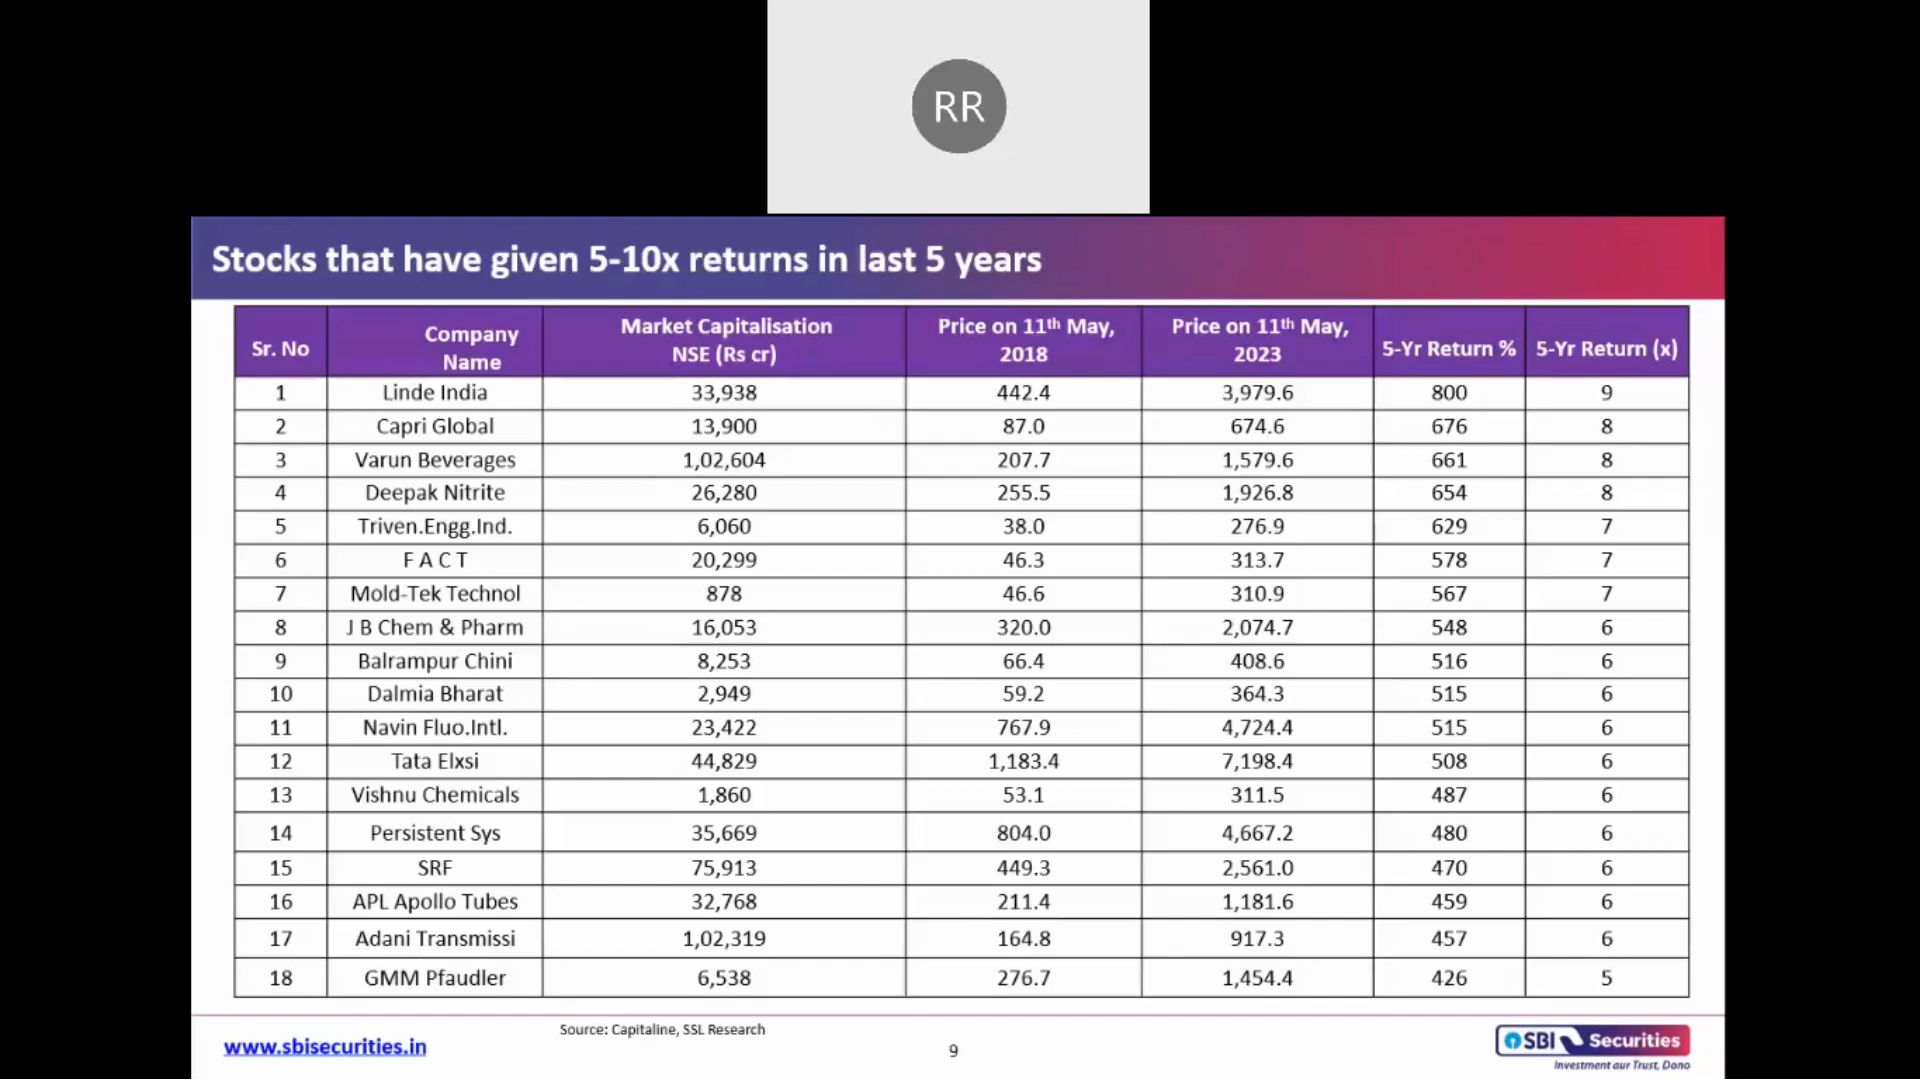 RR
Stocks that have given 5-10x returns in last 5 years
Sr. No Company Name Market Capitalisation NSE (Rs cr) Price on 11th May, 2018 Price on 11th May, 2023 5-Yr Return % 5-Yr Return (x)
1 Linde India 33,938 442.4 3,979.6 800 9
2 Capri Global 13,900 87.0 674.6 676 8
3 Varun Beverages 1,02,604 207.7 1,579.6 661 8
4 Deepak Nitrite 26,280 255.5 1,926.8 654 8
5 Triven.Engg.Ind. 6,060 38.0 276.9 629 7
6 F A C T 20,299 46.3 313.7 578 7
7 Mold-Tek Technol 878 46.6 310.9 567 7
8 J B Chem & Pharm 16,053 320.0 2,074.7 548 6
9 Balrampur Chini 8,253 66.4 408.6 516 6
10 Dalmia Bharat 2,949 59.2 364.3 515 6
11 Navin Fluo.Intl. 23,422 767.9 4,724.4 515 6
12 Tata Elxsi 44,829 1,183.4 7,198.4 508 6
13 Vishnu Chemicals 1,860 53.1 311.5 487 6
14 Persistent Sys 35,669 804.0 4,667.2 480 6
15 SRF 75,913 449.3 2,561.0 470 6
16 APL Apollo Tubes 32,768 211.4 1,181.6 459 6
17 Adani Transmissi 1,02,319 164.8 917.3 457 6
18 GMM Pfaudler 6,538 276.7 1,454.4 426 5
Source: Capitaline, SSL Research
www.sbisecurities.in
9
SBI Securities
Investment aur Trust, Dono